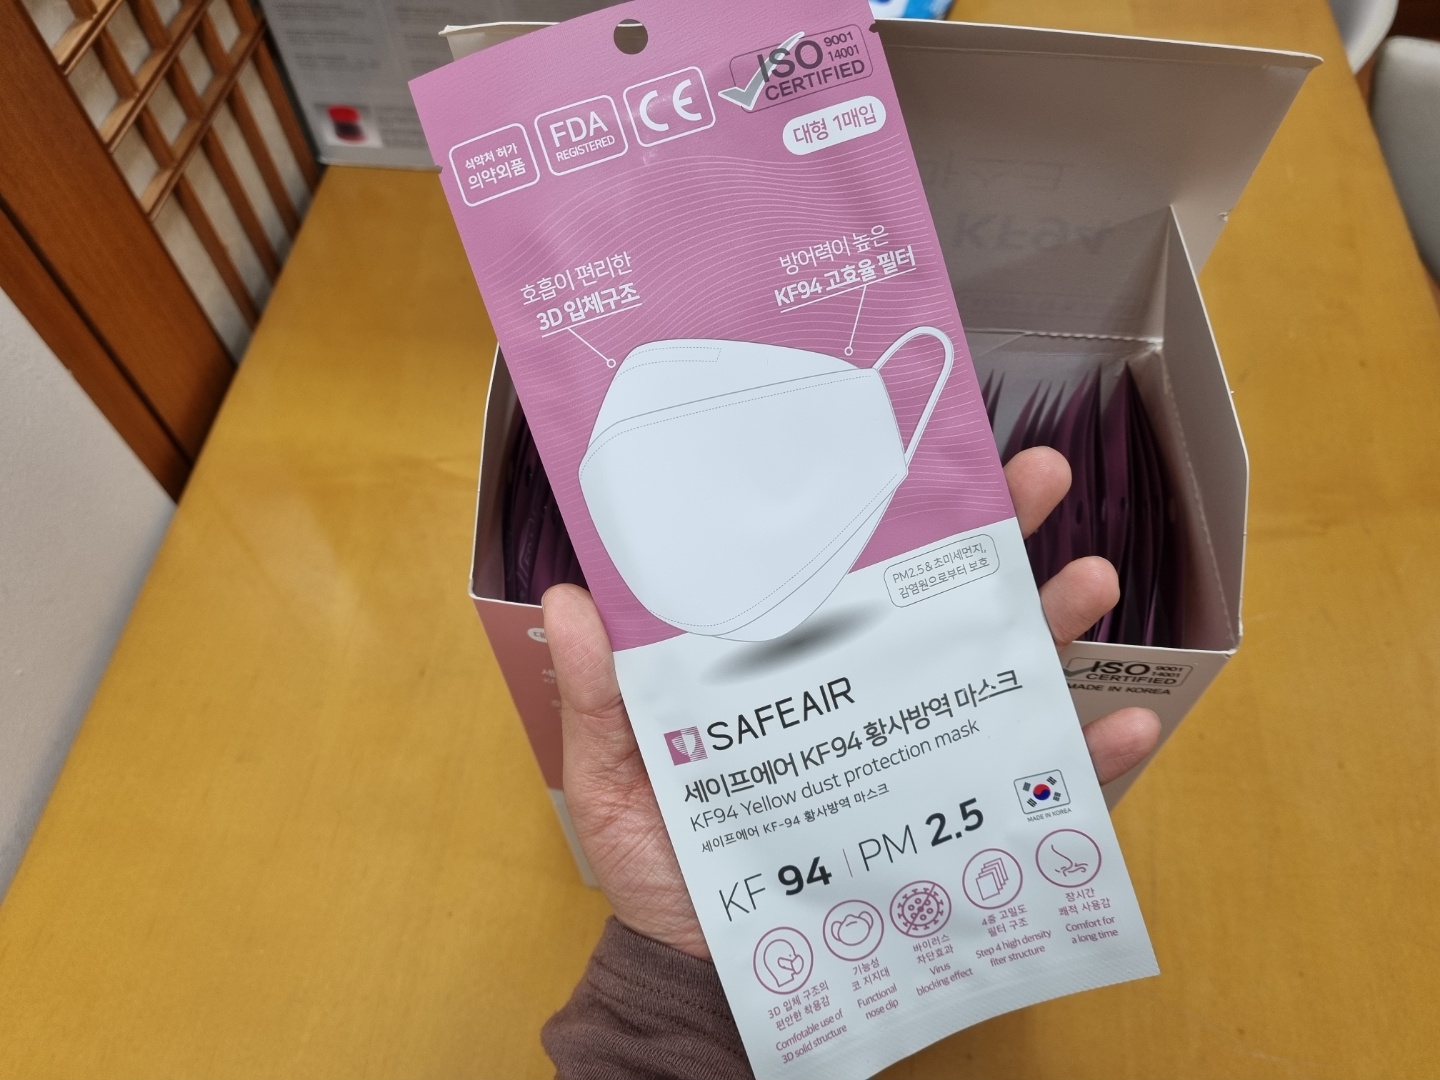 식약처 허가
의약외품
FDA
REGISTERED
CE
ISO 9001
14001
CERTIFIED
대형 1매입
호흡이 편리한
3D 입체구조
방어력이 높은
KF94 고효율 필터
PM2.5 & 초미세먼지,
감염원으로부터 보호
SAFEAIR
세이프에어 KF94 황사방역 마스크
KF94 Yellow dust protection mask
세이프에어 KF-94 황사방역 마스크
KF 94 | PM 2.5
MADE IN KOREA
3D 입체 구조의
편안한 착용감
Comfotable use of
3D solid structure
기능성
코 지지대
Functional
nose clip
바이러스
차단효과
Virus
blocking effect
4중 고밀도
필터 구조
Step 4 high density
fiter structure
장시간
쾌적 사용감
Comfort for
a long time
ISO 9001
14001
CERTIFIED
MADE IN KOREA
KF94